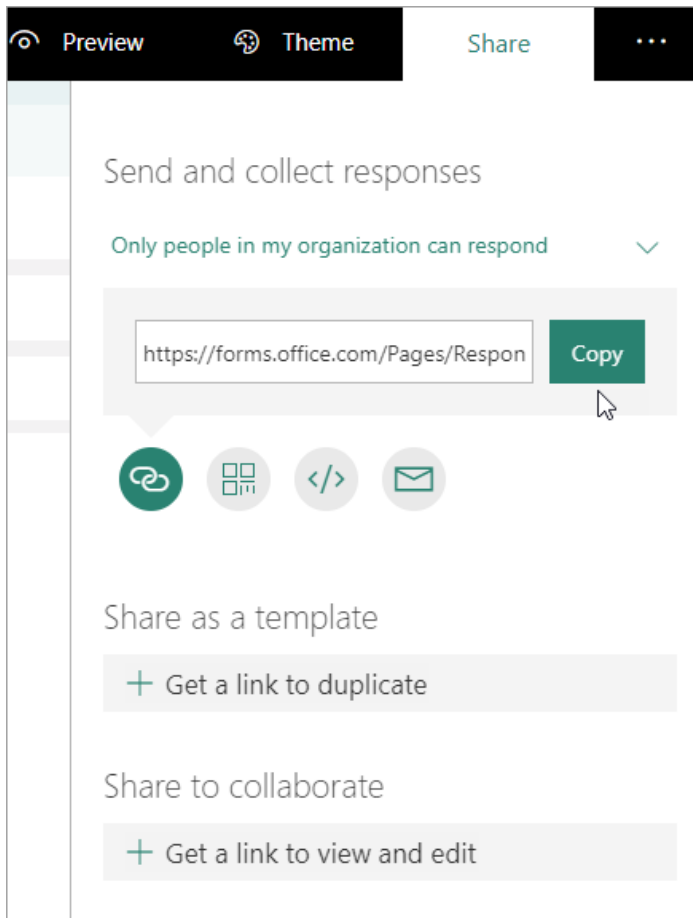 Preview Theme Share ...
Send and collect responses
Only people in my organization can respond
https://forms.office.com/Pages/Respon Copy
</>
Share as a template
+ Get a link to duplicate
Share to collaborate
+ Get a link to view and edit